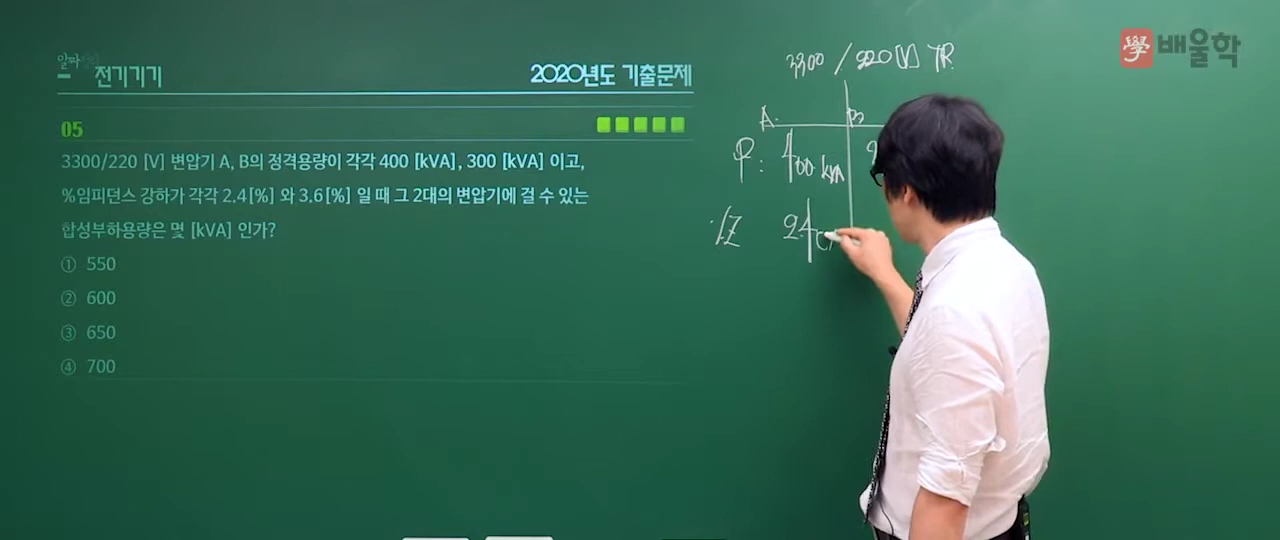 알파
전기기기
2020년도 기출문제
05
3300/220 [V] 변압기 A, B의 정격용량이 각각 400 [kVA], 300 [kVA] 이고,
%임피던스 강하가 각각 2.4[%] 와 3.6[%] 일 때 그 2대의 변압기에 걸 수 있는
합성부하용량은 몇 [kVA] 인가?
① 550
② 600
③ 650
④ 700
3300 / 220 [V] TR.
A. B
P: 400 kVA
%Z 2.4
學 배울학